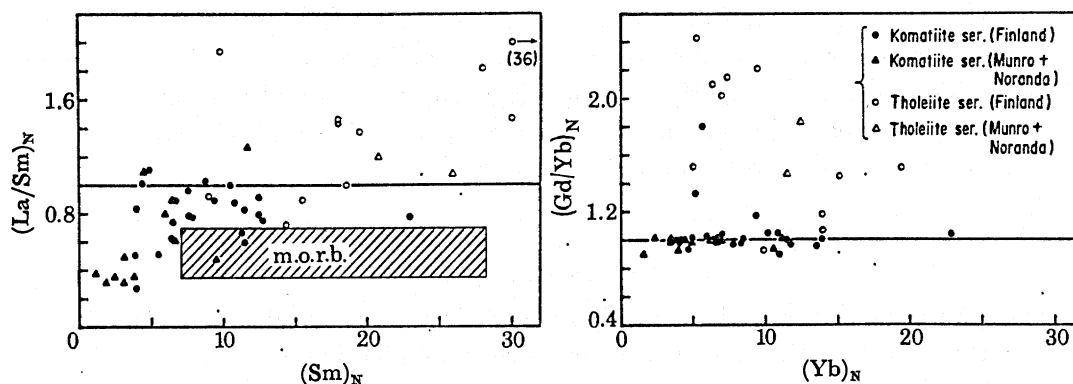 1.6
0.8
0
(La/Sm)N
(36)
m.o.r.b.
0 10 20 30
(Sm)N
2.0
1.2
0.4
(Gd/Yb)N
Komatiite ser. (Finland)
Komatiite ser. (Munro +
Noranda)
Tholeiite ser. (Finland)
Tholeiite ser. (Munro +
Noranda)
0 10 20 30
(Yb)N